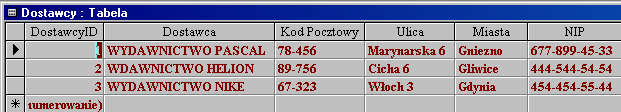 Dostawcy : Tabela
DostawcyID Dostawca Kod Pocztowy Ulica Miasta NIP
1 WYDAWNICTWO PASCAL 78-456 Marynarska 6 Gniezno 677-899-45-33
2 WDAWNICTWO HELION 89-756 Cicha 6 Gliwice 444-544-54-54
3 WYDAWNICTWO NIKE 67-323 Włoch 3 Gdynia 454-454-55-44
umerowanie)